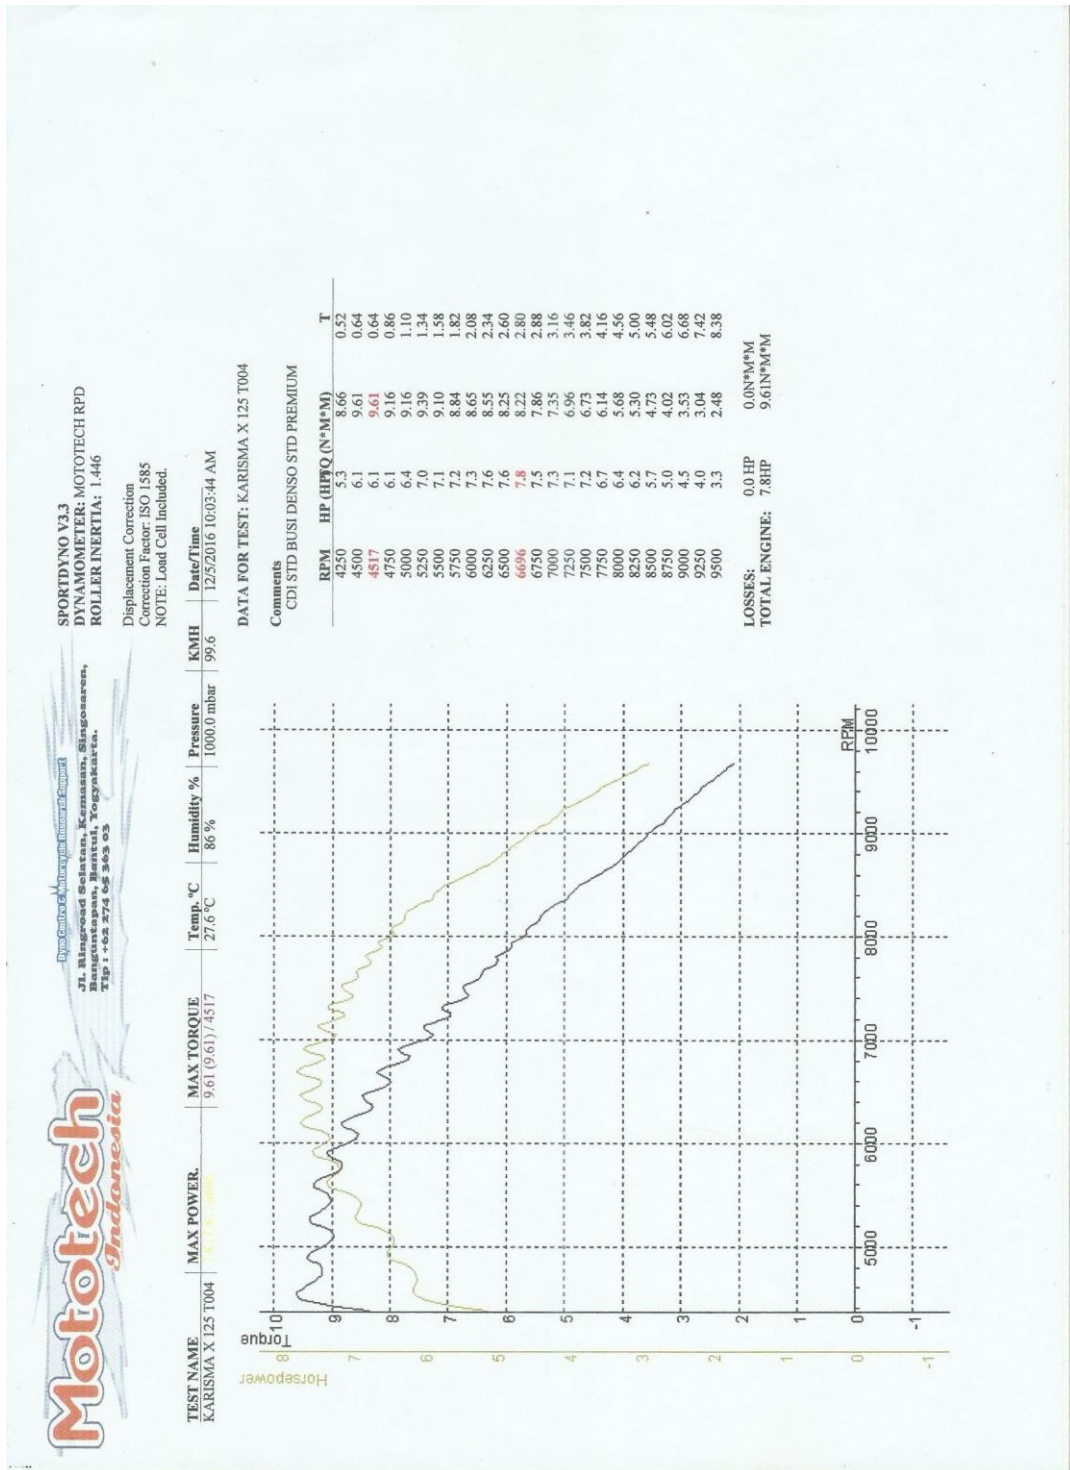 Mototech
Indonesia
Dyno Centre & Motorcycle Research Support
Jl. Ringroad Selatan, Kemasan, Singosaren,
Banguntapan, Bantul, Yogyakarta.
Tlp : +62 274 65 363 03
SPORTDYNO V3.3
DYNAMOMETER: MOTOTECH RPD
ROLLER INERTIA: 1.446
Displacement Correction
Correction Factor: ISO 1585
NOTE: Load Cell Included.
TEST NAME MAX POWER. MAX TORQUE Temp. °C Humidity % Pressure KMH Date/Time
KARISMA X 125 T004 9.61 (9.61) / 4517 27.6 °C 86 % 1000.0 mbar 99.6 12/5/2016 10:03:44 AM
DATA FOR TEST: KARISMA X 125 T004
Comments
CDI STD BUSI DENSO STD PREMIUM
RPM HP (HP)TQ (N*M*M) T
4250 5.3 8.66 0.52
4500 6.1 9.61 0.64
4517 6.1 9.61 0.64
4750 6.1 9.16 0.86
5000 6.4 9.16 1.10
5250 7.0 9.39 1.34
5500 7.1 9.10 1.58
5750 7.2 8.84 1.82
6000 7.3 8.65 2.08
6250 7.6 8.55 2.34
6500 7.6 8.25 2.60
6696 7.8 8.22 2.80
6750 7.5 7.86 2.88
7000 7.3 7.35 3.16
7250 7.1 6.96 3.46
7500 7.2 6.73 3.82
7750 6.7 6.14 4.16
8000 6.4 5.68 4.56
8250 6.2 5.30 5.00
8500 5.7 4.73 5.48
8750 5.0 4.02 6.02
9000 4.5 3.53 6.68
9250 4.0 3.04 7.42
9500 3.3 2.48 8.38
LOSSES: 0.0 HP 0.0N*M*M
TOTAL ENGINE: 7.8HP 9.61N*M*M
Horsepower
8
7
6
5
4
3
2
1
0
-1
Torque
10
9
8
7
6
5
4
3
2
1
0
-1
RPM
5000 6000 7000 8000 9000 10000